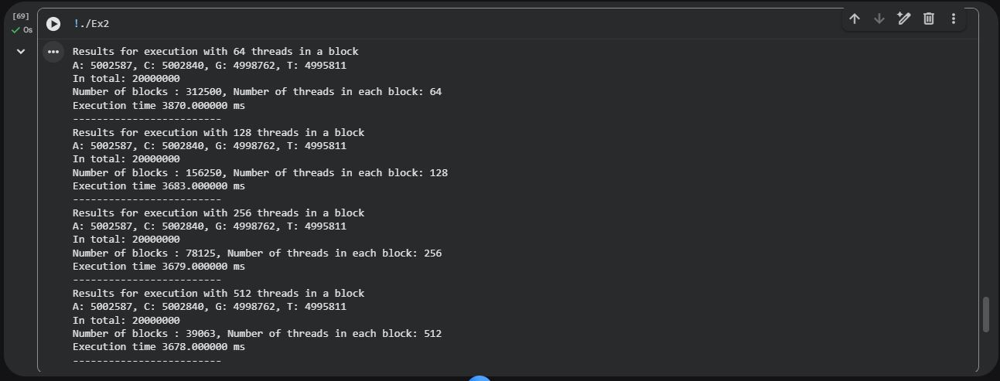 [69]
0s
!./Ex2
Results for execution with 64 threads in a block
A: 5002587, C: 5002840, G: 4998762, T: 4995811
In total: 20000000
Number of blocks : 312500, Number of threads in each block: 64
Execution time 3870.000000 ms
-------------------------
Results for execution with 128 threads in a block
A: 5002587, C: 5002840, G: 4998762, T: 4995811
In total: 20000000
Number of blocks : 156250, Number of threads in each block: 128
Execution time 3683.000000 ms
-------------------------
Results for execution with 256 threads in a block
A: 5002587, C: 5002840, G: 4998762, T: 4995811
In total: 20000000
Number of blocks : 78125, Number of threads in each block: 256
Execution time 3679.000000 ms
-------------------------
Results for execution with 512 threads in a block
A: 5002587, C: 5002840, G: 4998762, T: 4995811
In total: 20000000
Number of blocks : 39063, Number of threads in each block: 512
Execution time 3678.000000 ms
-------------------------